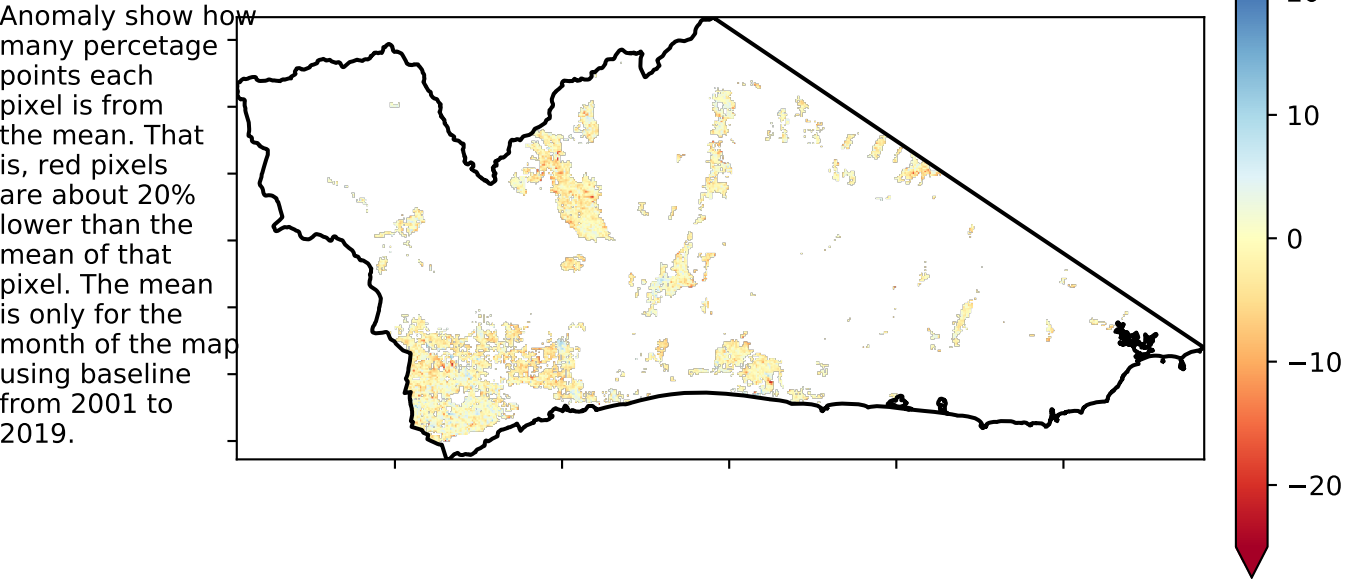 Anomaly show how
many percetage
points each
pixel is from
the mean. That
is, red pixels
are about 20%
lower than the
mean of that
pixel. The mean
is only for the
month of the map
using baseline
from 2001 to
2019.
10
0
−10
−20